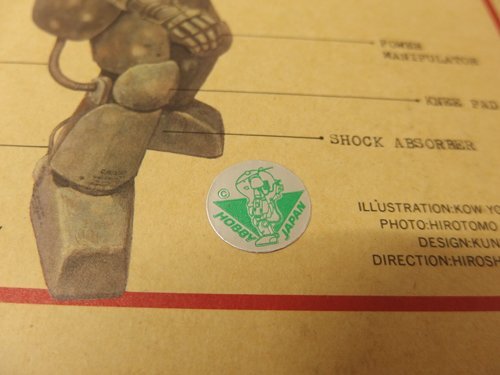 POWER
MANIPULATOR
KNEE PAD
SHOCK ABSORBER
© HOBBY JAPAN
ILLUSTRATION:KOW YO
PHOTO:HIROTOMO
DESIGN:KUN
DIRECTION:HIROSH